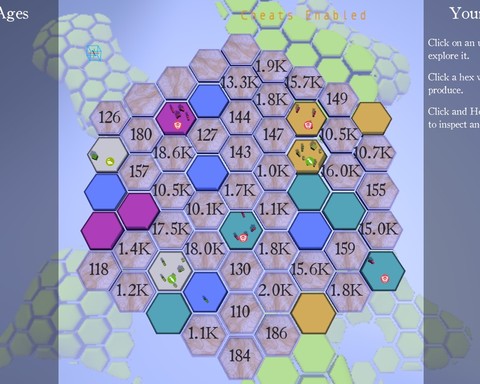 Ages
Cheats Enabled
Your
Click on an u
explore it.
Click a hex w
produce.
Click and He
to inspect an
1.9K
13.3K
15.7K
1.8K
149
126
144
10.5K
180
127
147
18.6K
143
10.7K
157
1.0K
16.0K
10.5K
1.7K
155
10.1K
1.1K
17.5K
15.0K
1.4K
18.0K
1.8K
159
118
130
15.6K
1.2K
2.0K
1.8K
110
1.1K
186
184